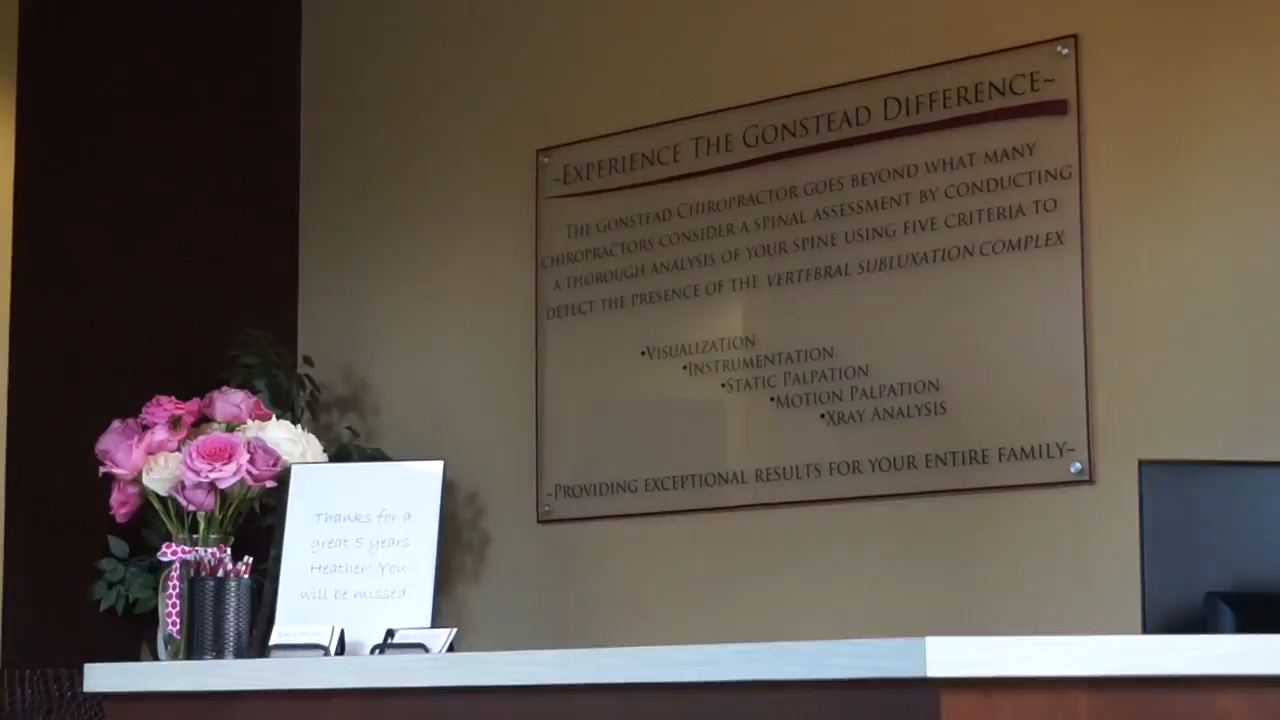 ~Experience The Gonstead Difference~
The Gonstead Chiropractor goes beyond what many
chiropractors consider a spinal assessment by conducting
a thorough analysis of your spine using five criteria to
detect the presence of the vertebral subluxation complex
•Visualization
•Instrumentation
•Static Palpation
•Motion Palpation
•Xray Analysis
~Providing exceptional results for your entire family~
Thanks for a
great 5 years
Heather! You
will be missed.